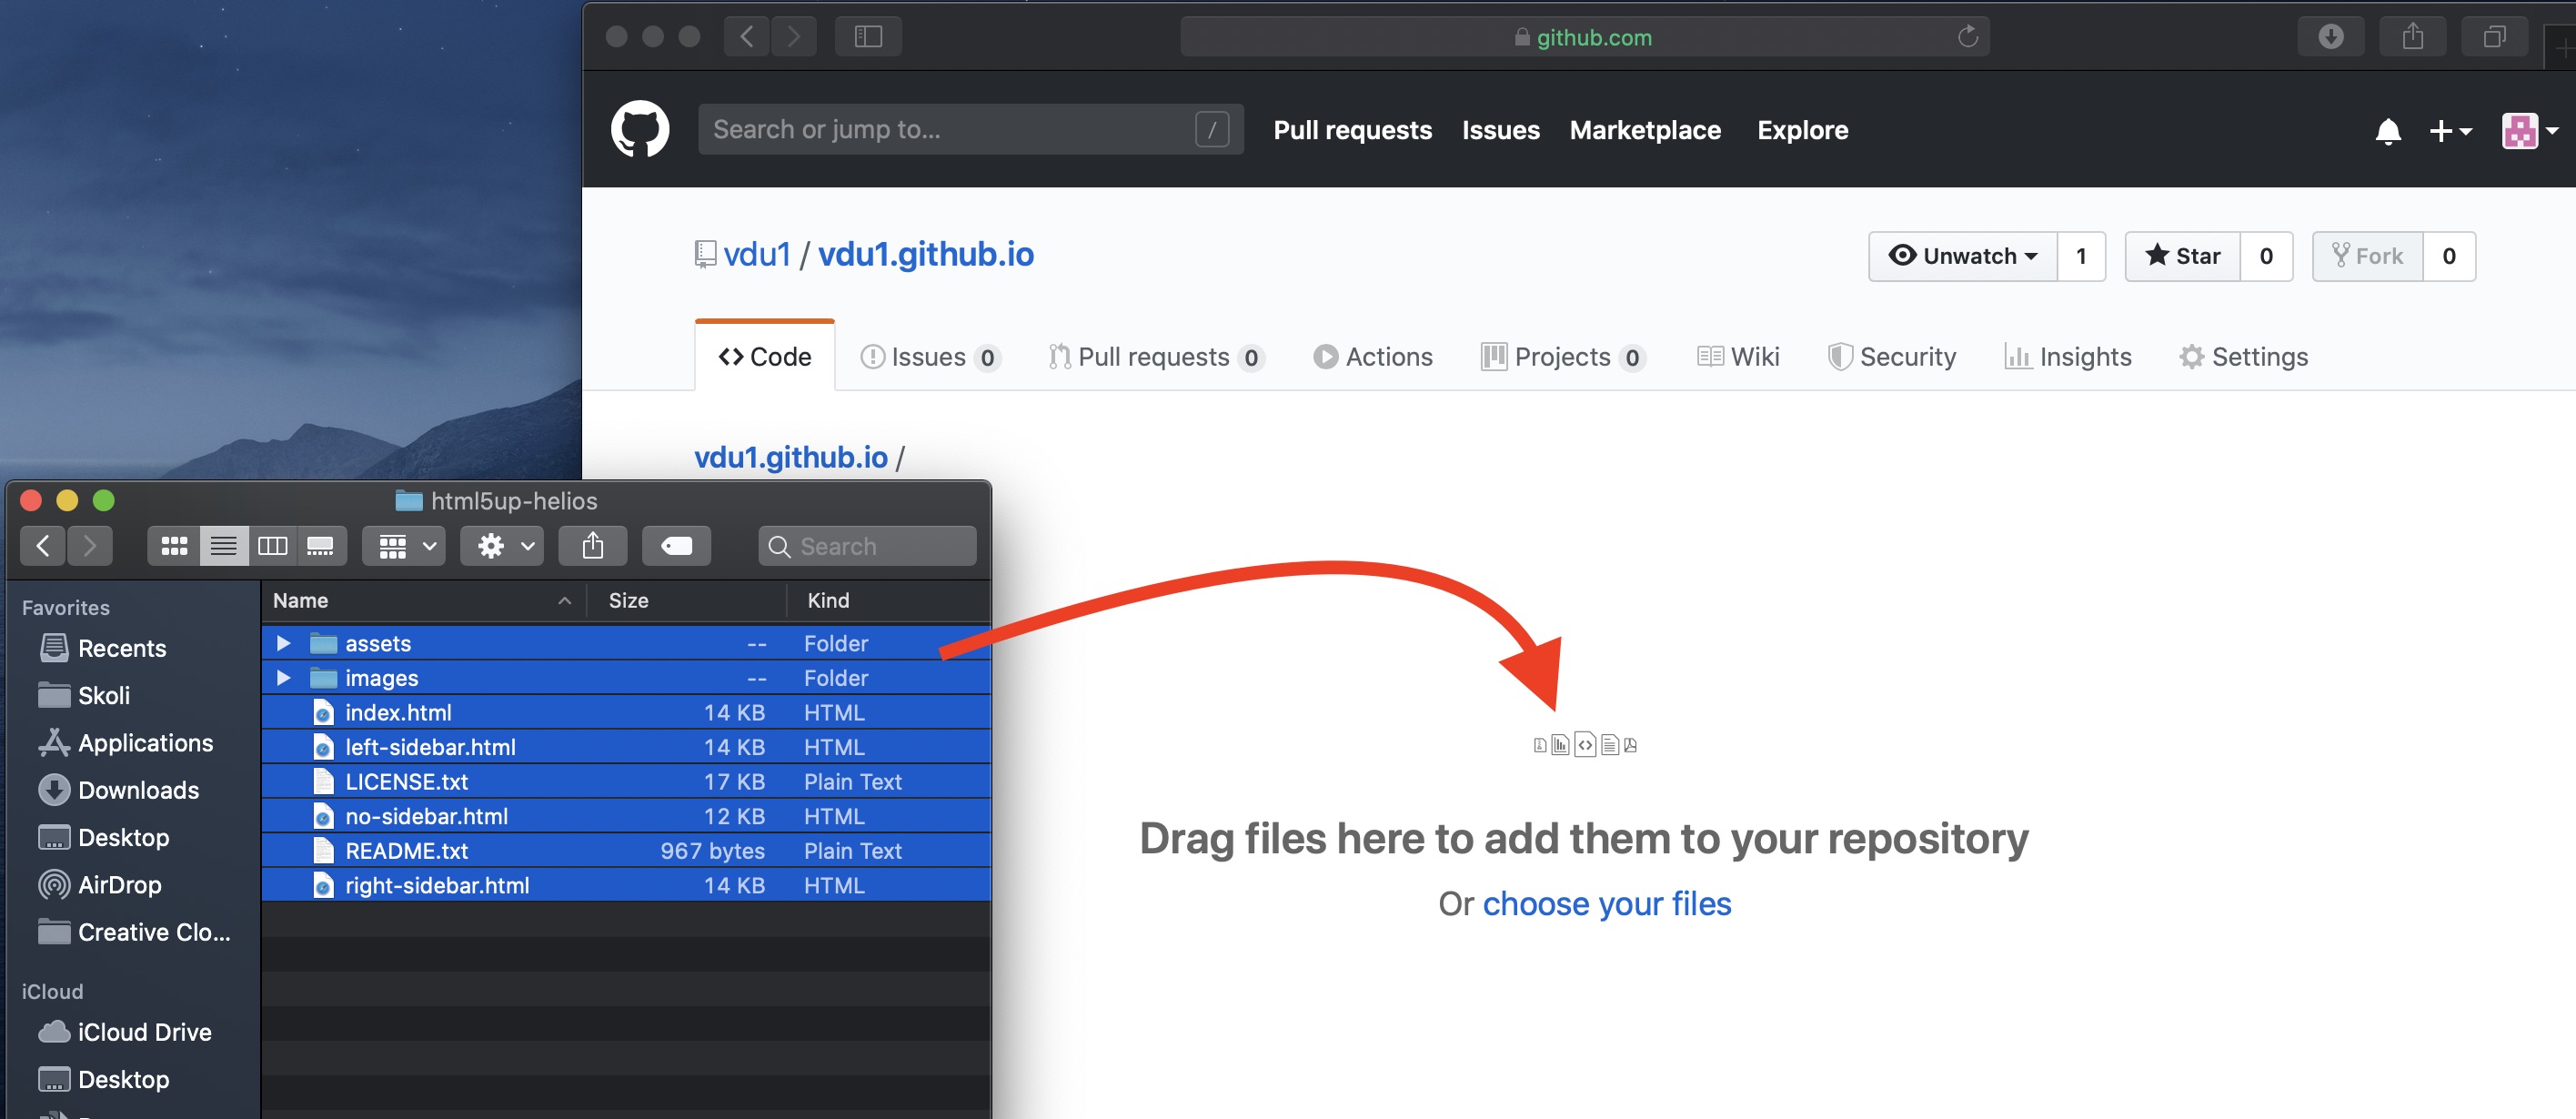 github.com
Search or jump to... /
Pull requests Issues Marketplace Explore
vdu1 / vdu1.github.io
Unwatch 1 Star 0 Fork 0
Code Issues 0 Pull requests 0 Actions Projects 0 Wiki Security Insights Settings
vdu1.github.io /
html5up-helios
Search
Favorites
Recents
Skoli
Applications
Downloads
Desktop
AirDrop
Creative Clo...
iCloud
iCloud Drive
Desktop
Name Size Kind
assets -- Folder
images -- Folder
index.html 14 KB HTML
left-sidebar.html 14 KB HTML
LICENSE.txt 17 KB Plain Text
no-sidebar.html 12 KB HTML
README.txt 967 bytes Plain Text
right-sidebar.html 14 KB HTML
Drag files here to add them to your repository
Or choose your files